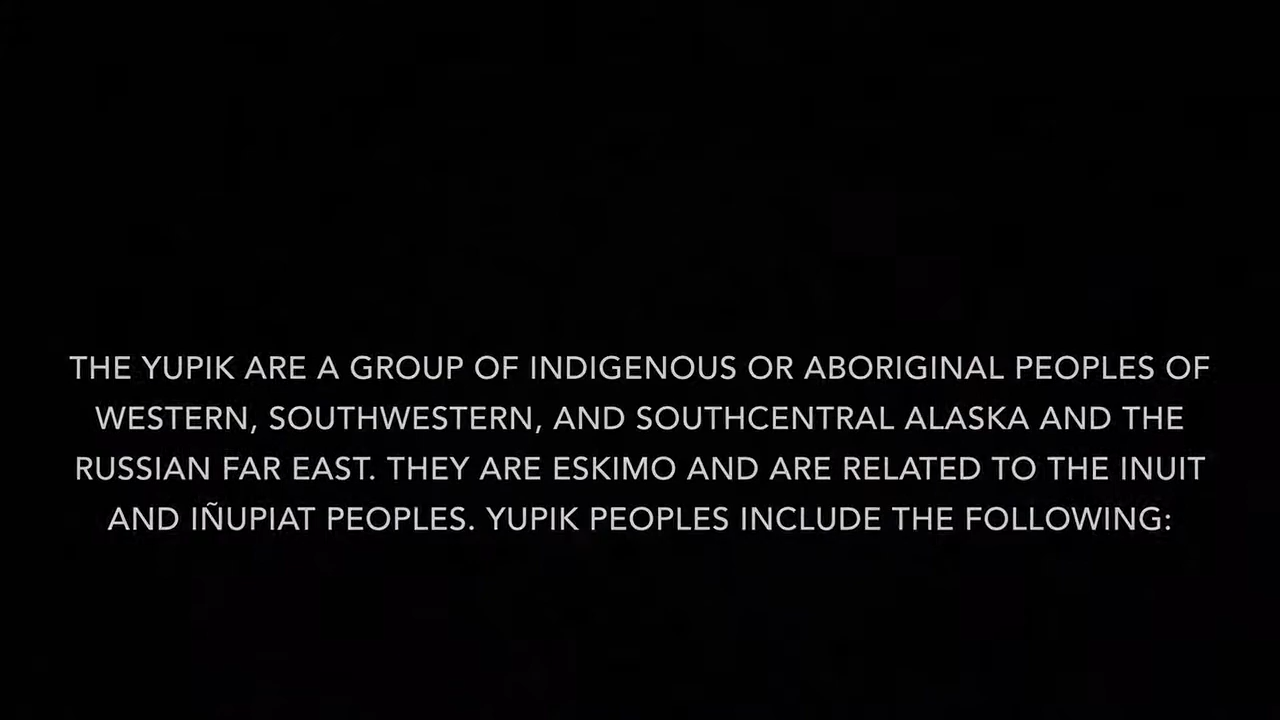 THE YUPIK ARE A GROUP OF INDIGENOUS OR ABORIGINAL PEOPLES OF
WESTERN, SOUTHWESTERN, AND SOUTHCENTRAL ALASKA AND THE
RUSSIAN FAR EAST. THEY ARE ESKIMO AND ARE RELATED TO THE INUIT
AND IÑUPIAT PEOPLES. YUPIK PEOPLES INCLUDE THE FOLLOWING: